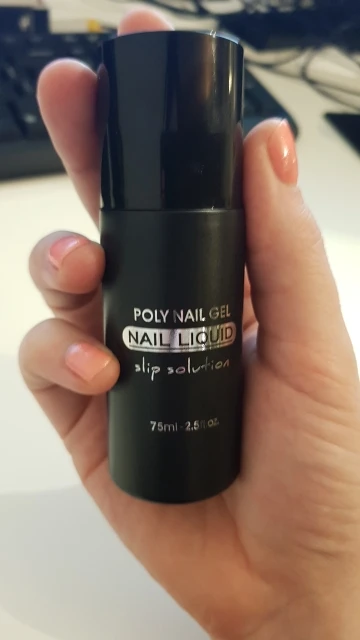 POLY NAIL GEL
NAIL LIQUID
slip solution
75ml-2.5fl oz.